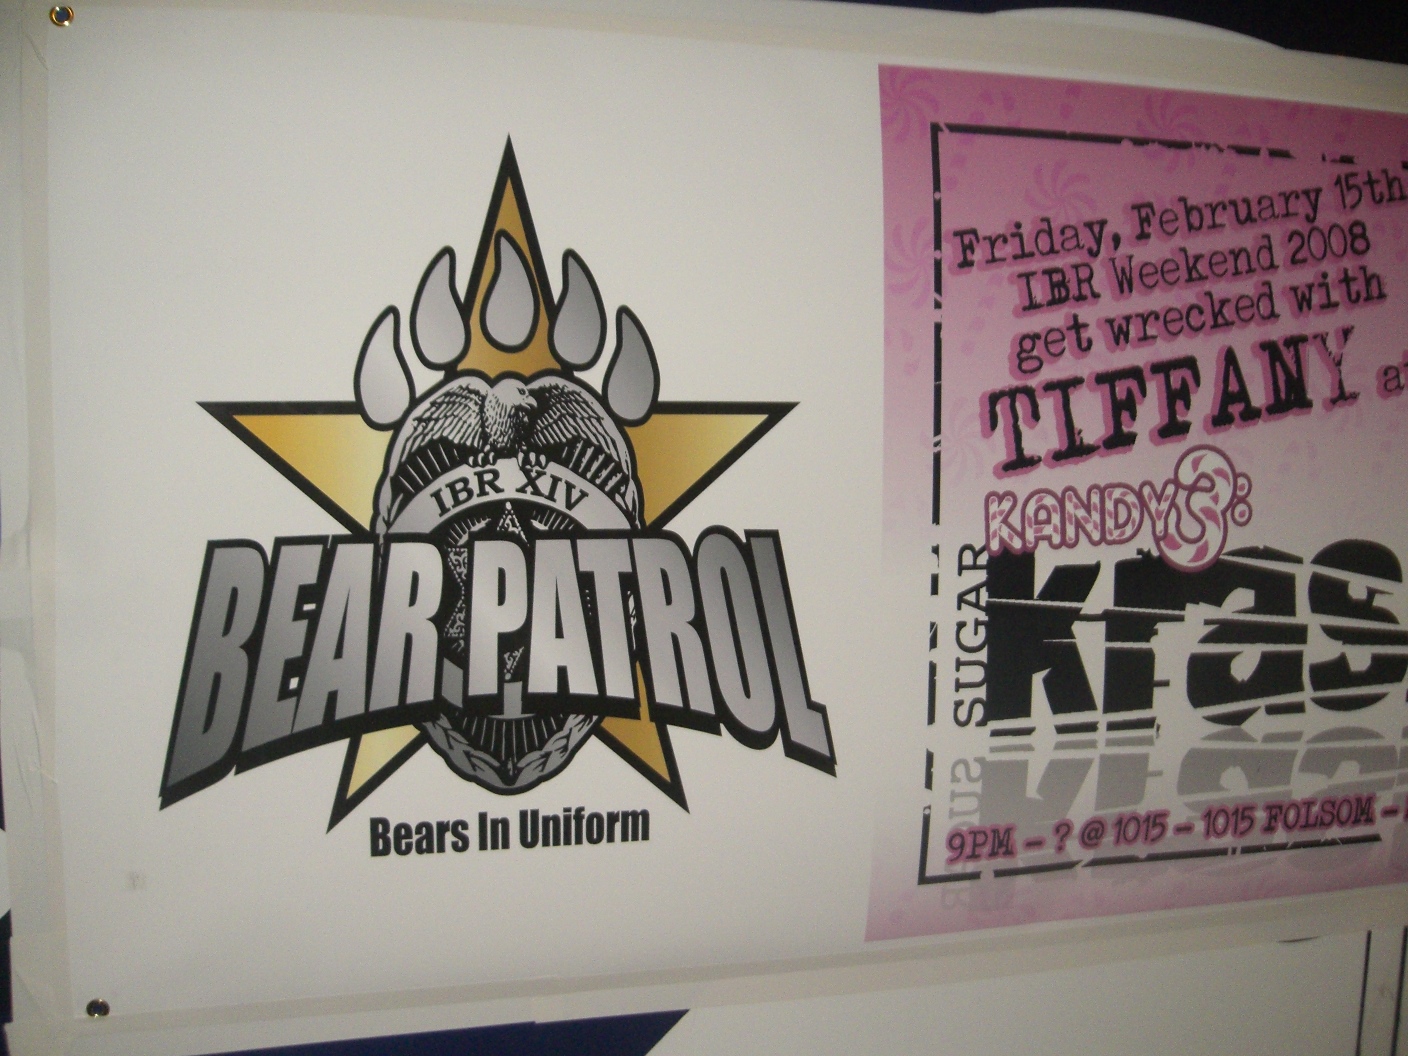 IBR XIV
BEAR PATROL
Bears In Uniform
Friday, February 15th
IBR Weekend 2008
get wrecked with
TIFFANY
KANDY
SUGAR
9PM – ? @ 1015 – 1015 FOLSOM –